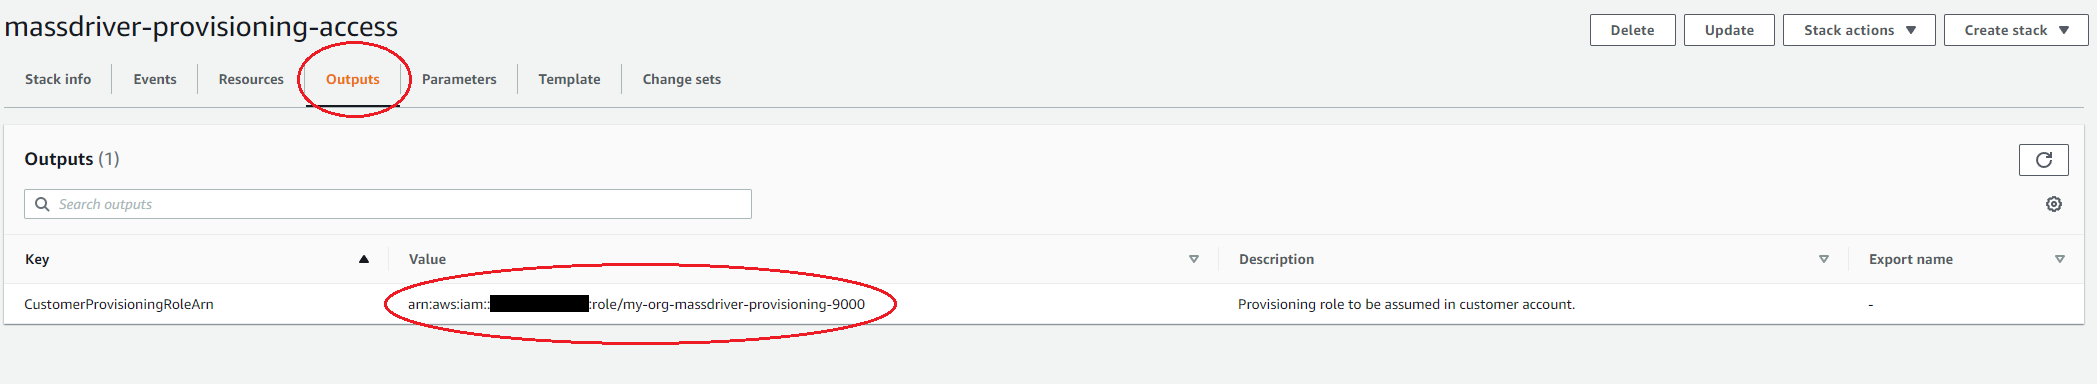 massdriver-provisioning-access
Delete Update Stack actions Create stack
Stack info Events Resources Outputs Parameters Template Change sets
Outputs (1)
Search outputs
Key Value Description Export name
CustomerProvisioningRoleArn arn:aws:iam:: :role/my-org-massdriver-provisioning-9000 Provisioning role to be assumed in customer account. -